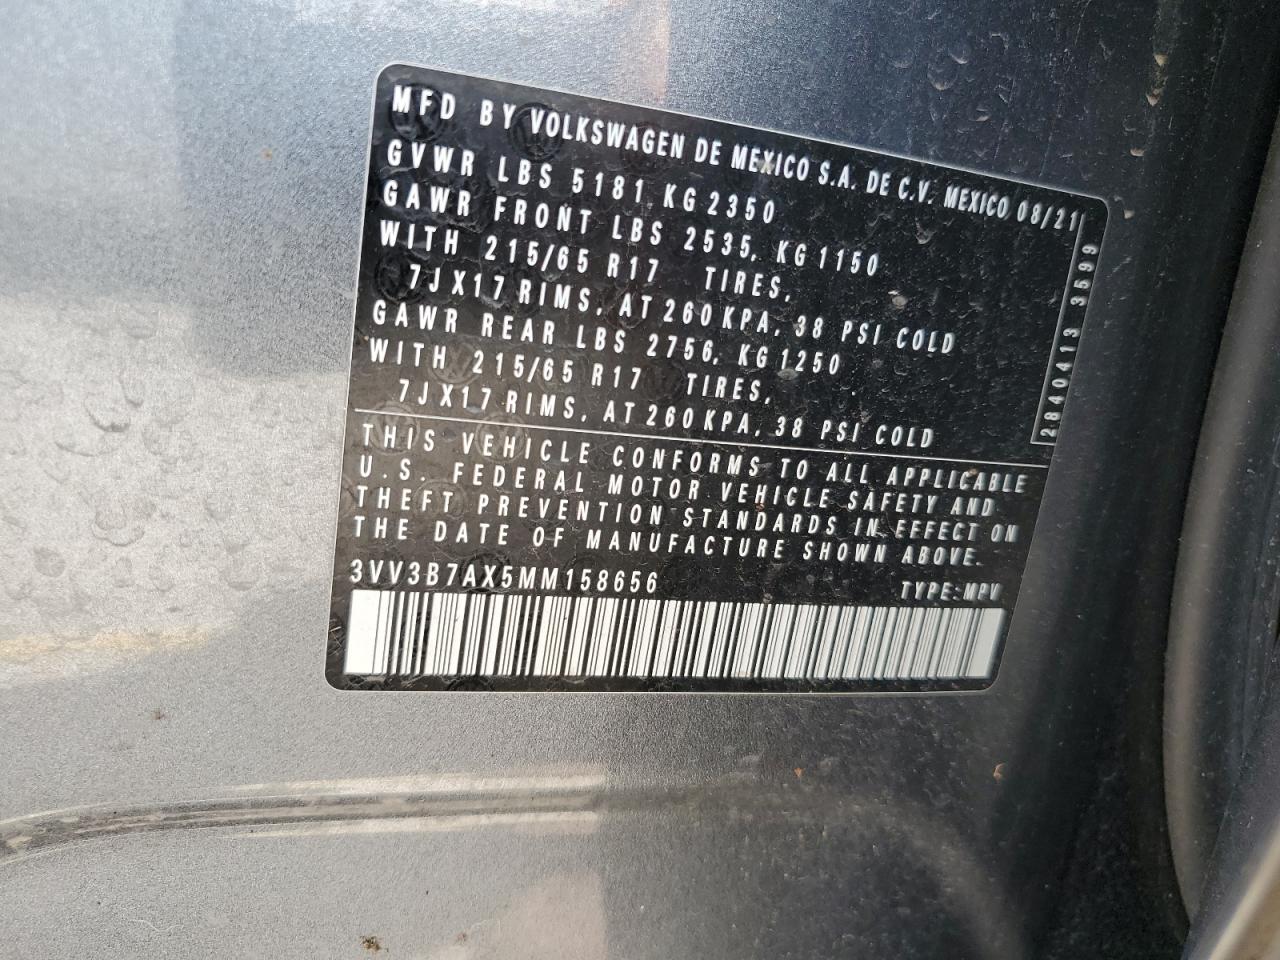 MFD BY VOLKSWAGEN DE MEXICO S.A. DE C.V. MEXICO 08/21
GVWR LBS 5181 KG 2350
GAWR FRONT LBS 2535, KG 1150
WITH 215/65 R17 TIRES,
7JX17 RIMS, AT 260 KPA, 38 PSI COLD
GAWR REAR LBS 2756, KG 1250
WITH 215/65 R17 TIRES,
7JX17 RIMS, AT 260 KPA, 38 PSI COLD
2840413 3599
THIS VEHICLE CONFORMS TO ALL APPLICABLE
U.S. FEDERAL MOTOR VEHICLE SAFETY AND
THEFT PREVENTION STANDARDS IN EFFECT ON
THE DATE OF MANUFACTURE SHOWN ABOVE.
3VV3B7AX5MM158656 TYPE: MPV